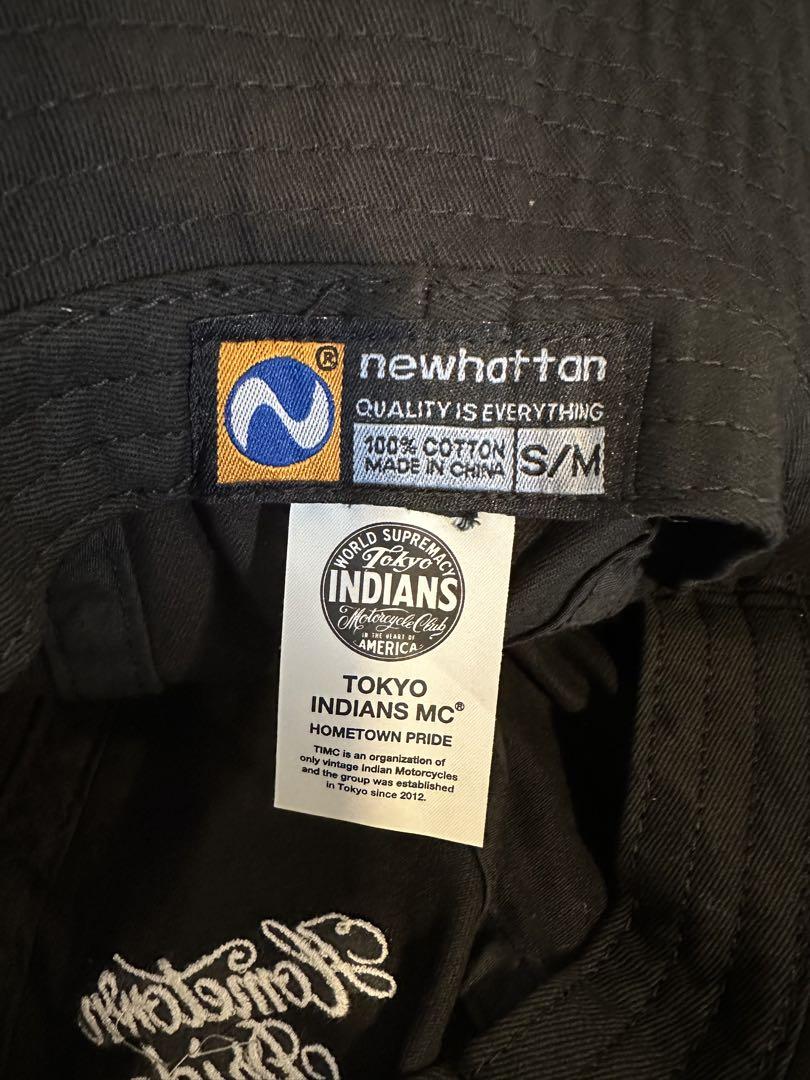 ®
newhattan
QUALITY IS EVERYTHING
100% COTTON
MADE IN CHINA
S/M
WORLD SUPREMACY
Tokyo
INDIANS
Motorcycle Club
IN THE HEART OF
AMERICA
TOKYO
INDIANS MC®
HOMETOWN PRIDE
TIMC is an organization of
only vintage Indian Motorcycles
and the group was established
in Tokyo since 2012.
Hometown
Pride